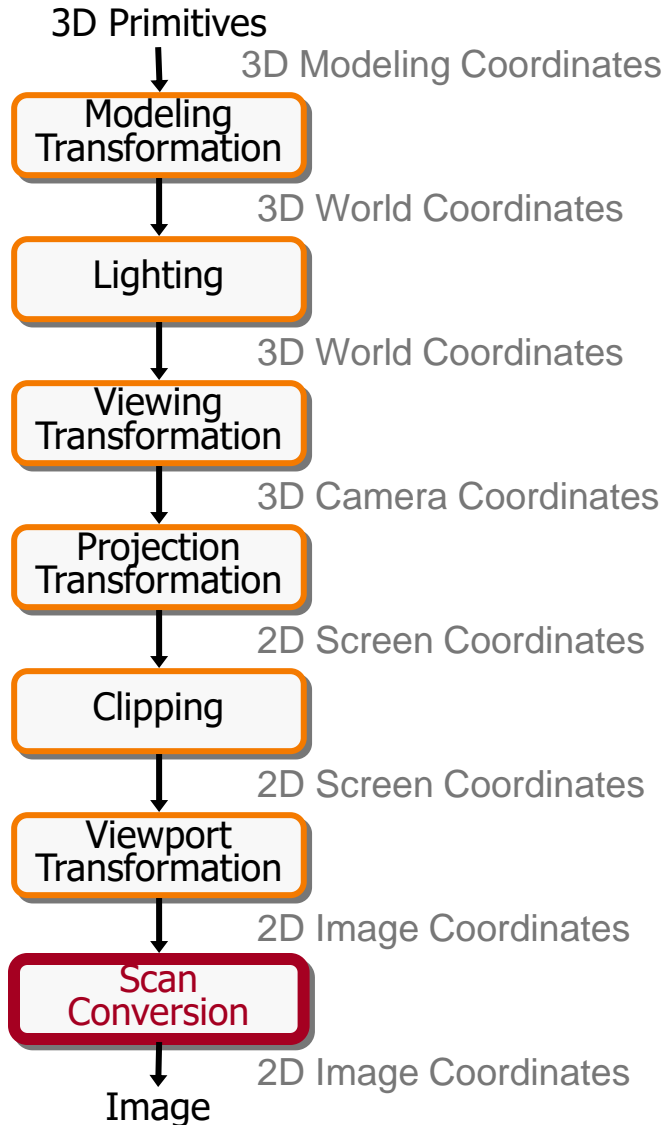 3D Primitives
3D Modeling Coordinates
Modeling
Transformation
3D World Coordinates
Lighting
3D World Coordinates
Viewing
Transformation
3D Camera Coordinates
Projection
Transformation
2D Screen Coordinates
Clipping
2D Screen Coordinates
Viewport
Transformation
2D Image Coordinates
Scan
Conversion
2D Image Coordinates
Image